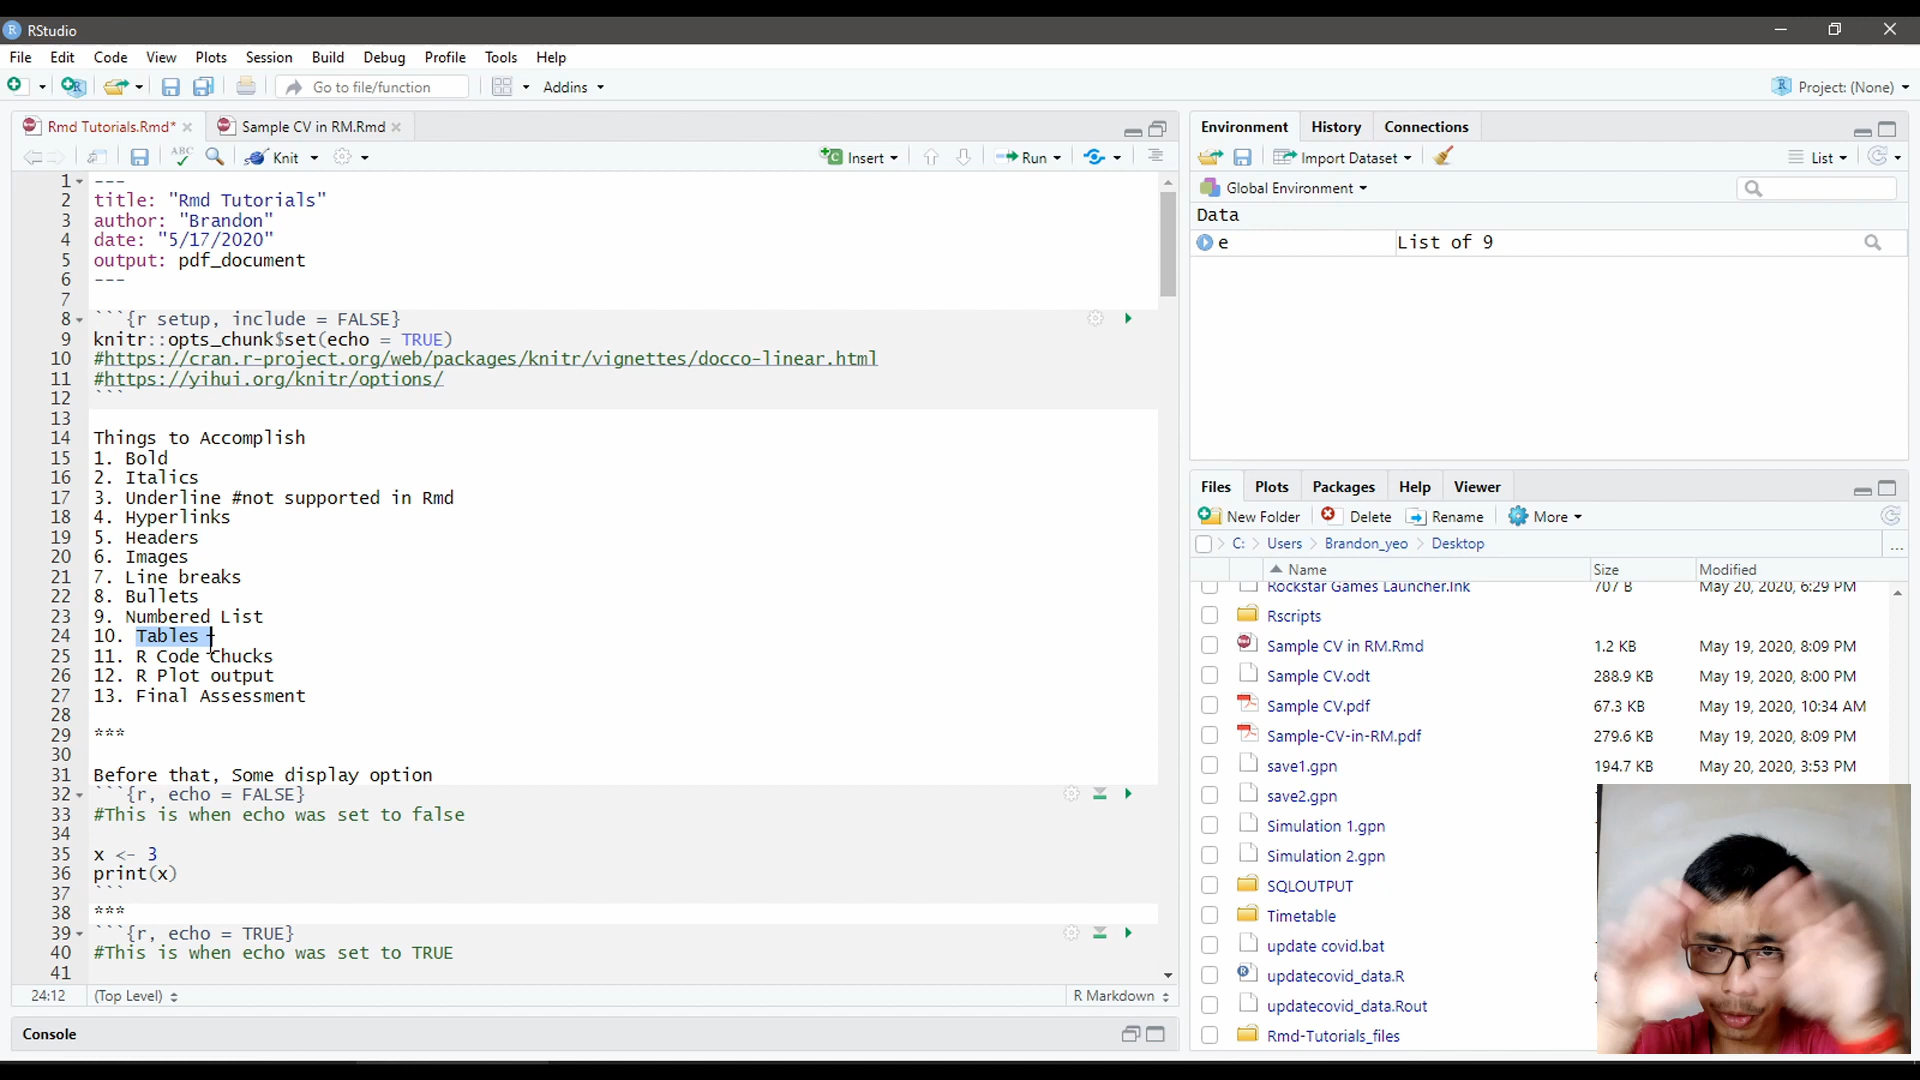 RStudio
File Edit Code View Plots Session Build Debug Profile Tools Help
Go to file/function Addins Project: (None)
Rmd Tutorials.Rmd* Sample CV in RM.Rmd
ABC Knit Insert Run
1 ---
2 title: "Rmd Tutorials"
3 author: "Brandon"
4 date: "5/17/2020"
5 output: pdf_document
6 ---
7
8 ```{r setup, include = FALSE}
9 knitr::opts_chunk$set(echo = TRUE)
10 #https://cran.r-project.org/web/packages/knitr/vignettes/docco-linear.html
11 #https://yihui.org/knitr/options/
12 ```
13
14 Things to Accomplish
15 1. Bold
16 2. Italics
17 3. Underline #not supported in Rmd
18 4. Hyperlinks
19 5. Headers
20 6. Images
21 7. Line breaks
22 8. Bullets
23 9. Numbered List
24 10. Tables -
25 11. R Code Chucks
26 12. R Plot output
27 13. Final Assessment
28
29 ***
30
31 Before that, Some display option
32 ```{r, echo = FALSE}
33 #This is when echo was set to false
34
35 x <- 3
36 print(x)
37 ```
38 ***
39 ```{r, echo = TRUE}
40 #This is when echo was set to TRUE
41
24:12 (Top Level) R Markdown
Console
Environment History Connections
Import Dataset List
Global Environment
Data
e List of 9
Files Plots Packages Help Viewer
New Folder Delete Rename More
C: Users Brandon_yeo Desktop ...
Name Size Modified
Rockstar Games Launcher.lnk 707 B May 20, 2020, 6:29 PM
Rscripts
Sample CV in RM.Rmd 1.2 KB May 19, 2020, 8:09 PM
Sample CV.odt 288.9 KB May 19, 2020, 8:00 PM
Sample CV.pdf 67.3 KB May 19, 2020, 10:34 AM
Sample-CV-in-RM.pdf 279.6 KB May 19, 2020, 8:09 PM
save1.gpn 194.7 KB May 20, 2020, 3:53 PM
save2.gpn
Simulation 1.gpn
Simulation 2.gpn
SQLOUTPUT
Timetable
update covid.bat
updatecovid_data.R
updatecovid_data.Rout
Rmd-Tutorials_files